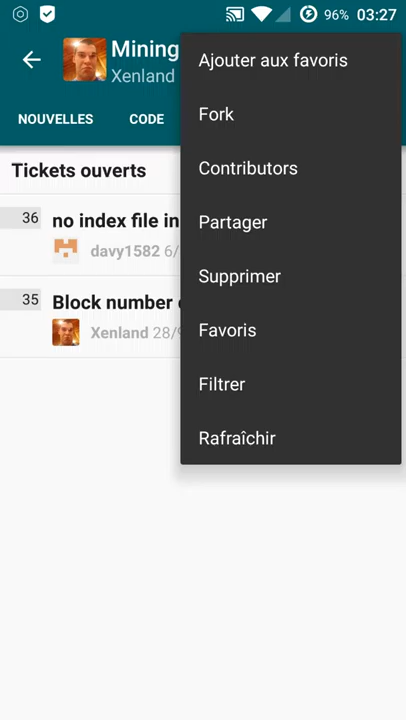 96% 03:27
Mining
Xenland
NOUVELLES CODE
Tickets ouverts
36 no index file in
davy1582 6/
35 Block number
Xenland 28/
Ajouter aux favoris
Fork
Contributors
Partager
Supprimer
Favoris
Filtrer
Rafraîchir